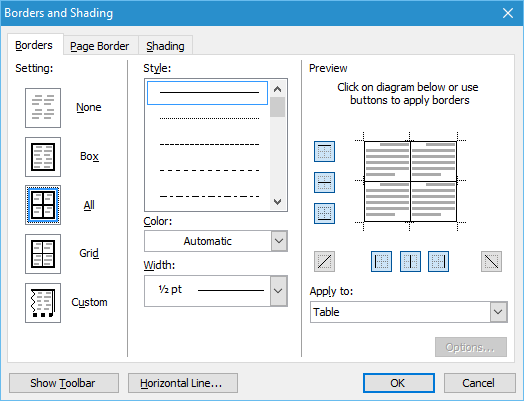 Borders and Shading
Borders
Page Border
Shading
Setting:
None
Box
All
Grid
Custom
Style:
Color:
Automatic
Width:
½ pt
Preview
Click on diagram below or use
buttons to apply borders
Apply to:
Table
Options...
Show Toolbar
Horizontal Line...
OK
Cancel